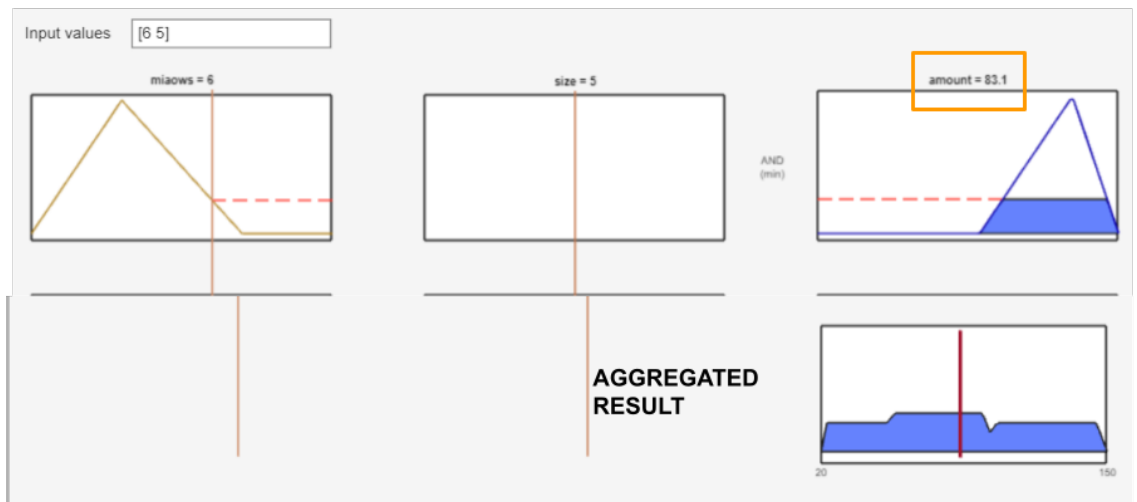 Input values [6 5]
miaows = 6
size = 5
amount = 83.1
AND
(min)
AGGREGATED
RESULT
20 150